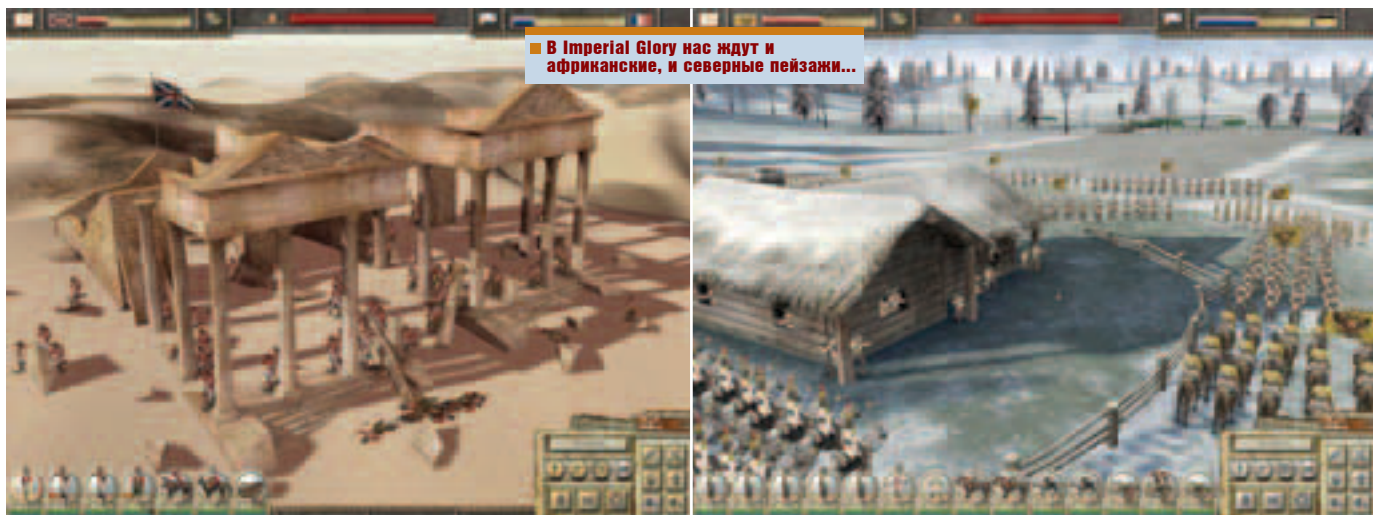 В Imperial Glory нас ждут и
африканские, и северные пейзажи...